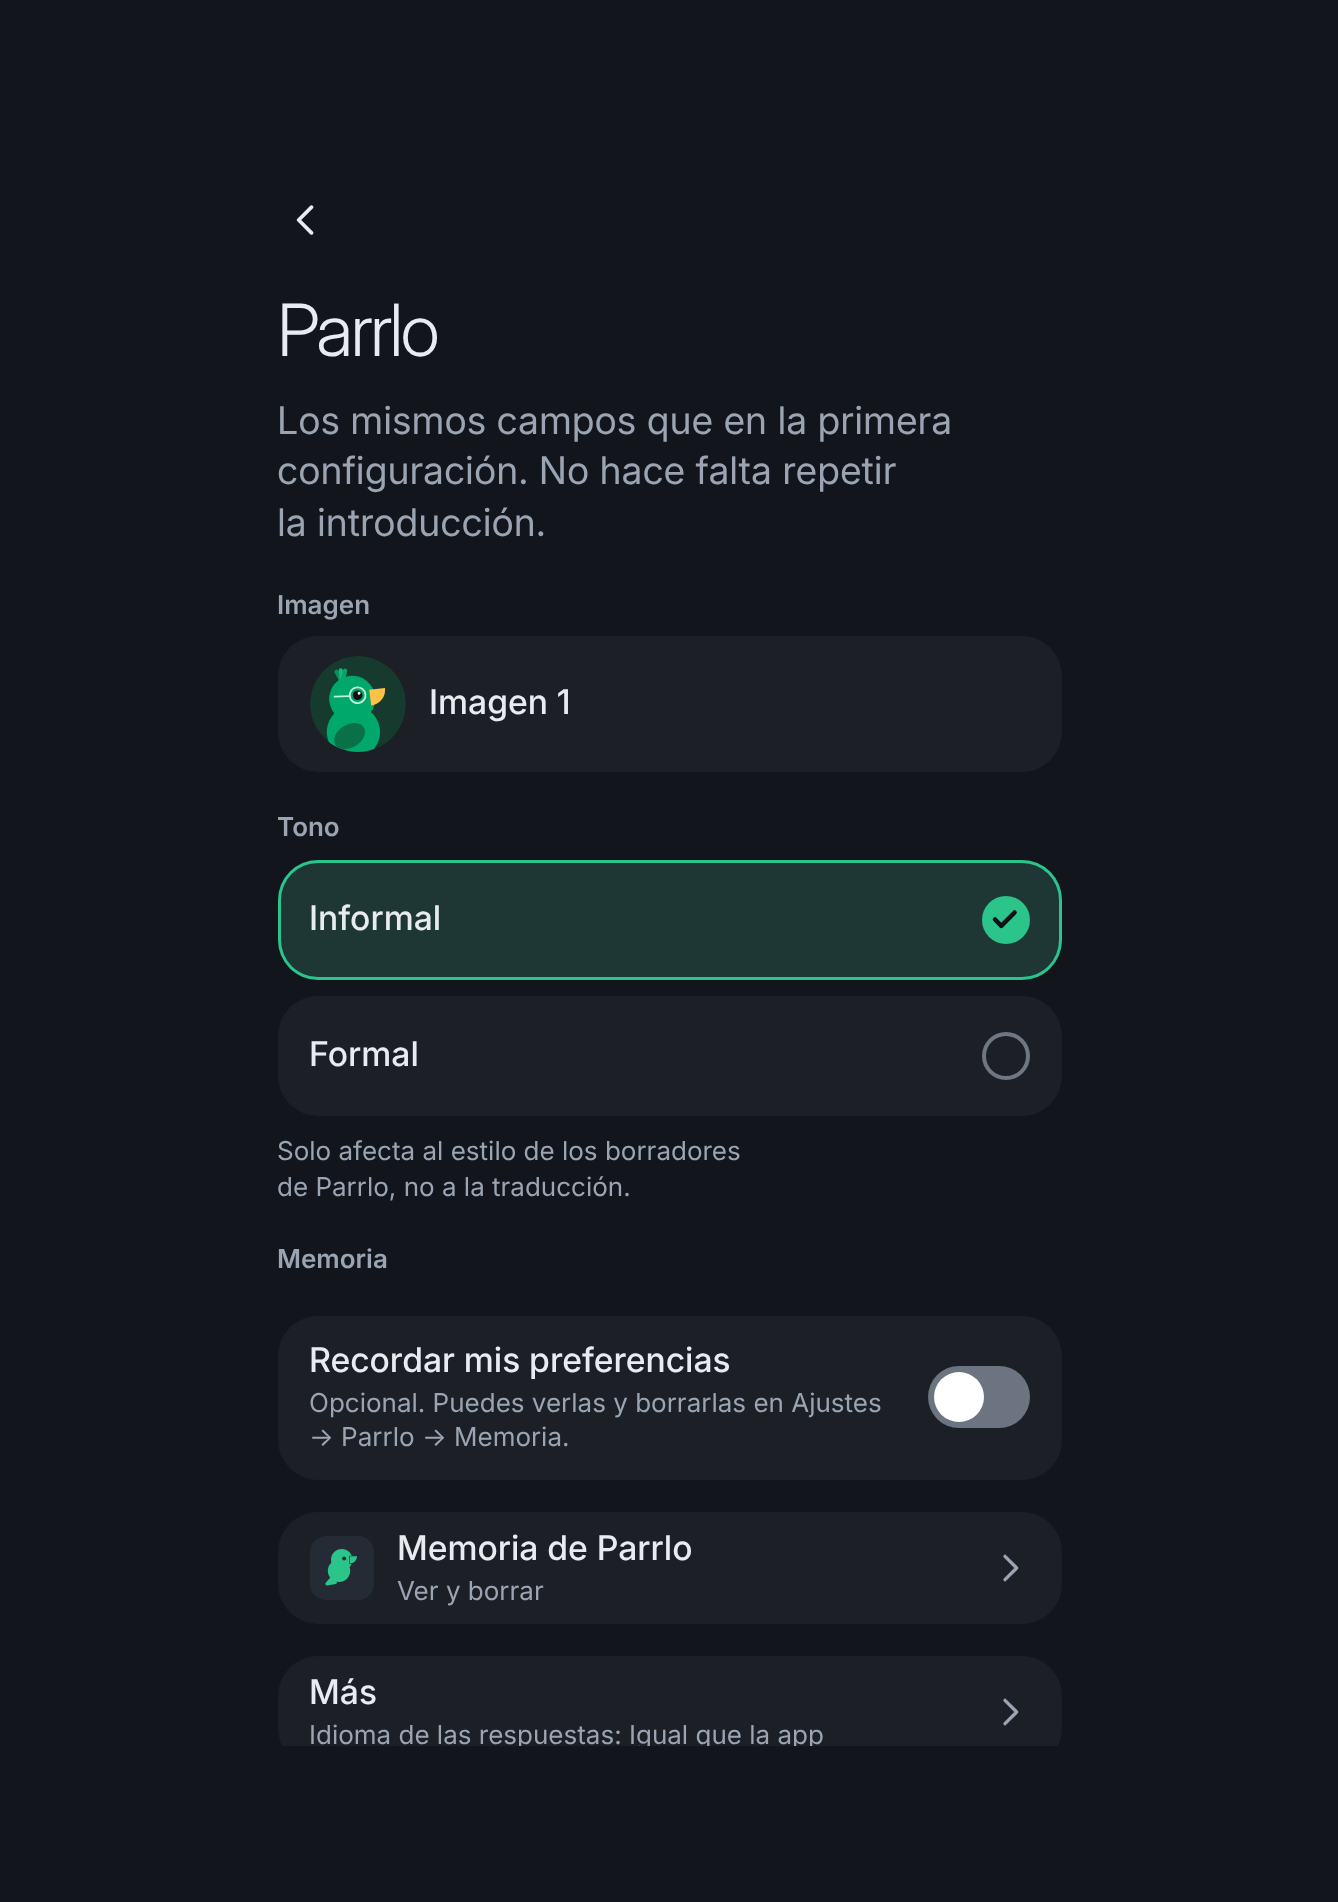 Parrlo
Los mismos campos que en la primera
configuración. No hace falta repetir
la introducción.
Imagen
Imagen 1
Tono
Informal
Formal
Solo afecta al estilo de los borradores
de Parrlo, no a la traducción.
Memoria
Recordar mis preferencias
Opcional. Puedes verlas y borrarlas en Ajustes
→ Parrlo → Memoria.
Memoria de Parrlo
Ver y borrar
Más
Idioma de las respuestas: Igual que la app